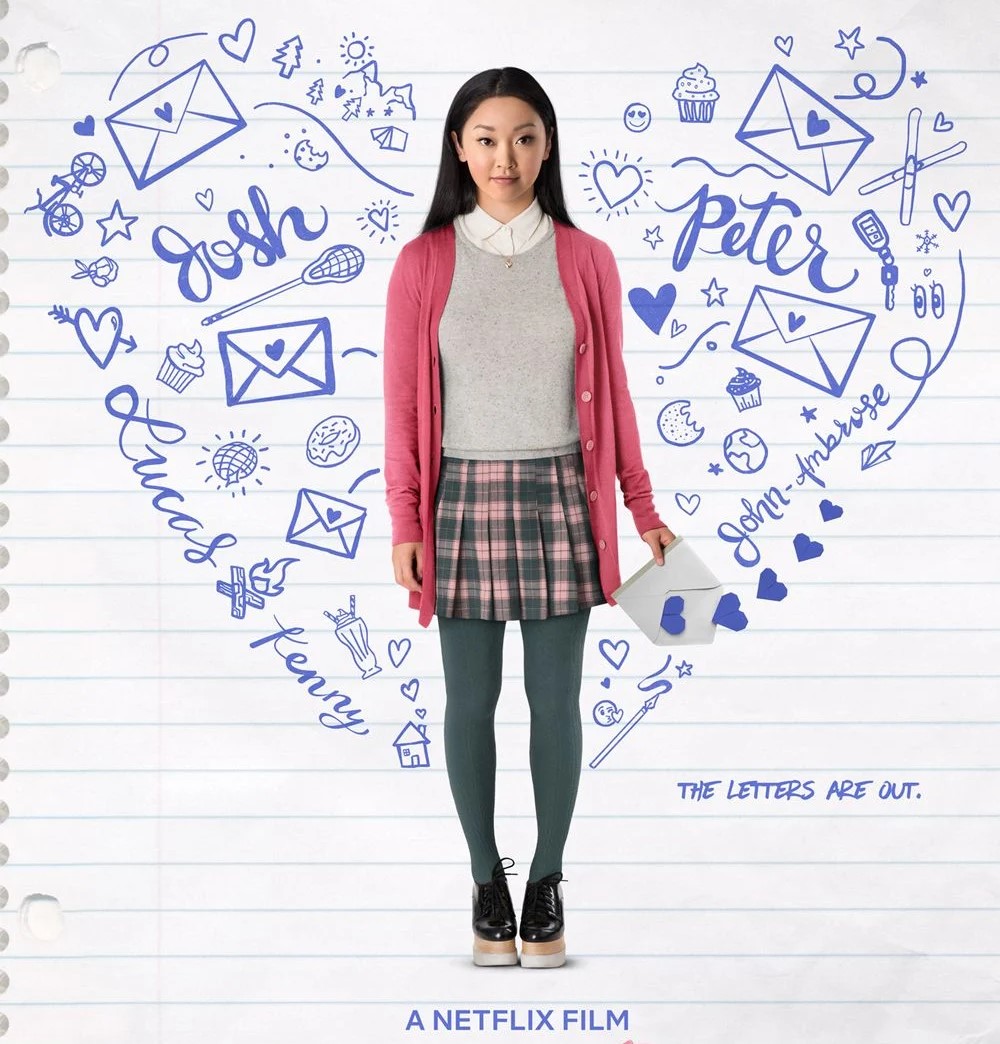 Josh
Peter
Lucas
John-Ambrose
Kenny
THE LETTERS ARE OUT.
A NETFLIX FILM